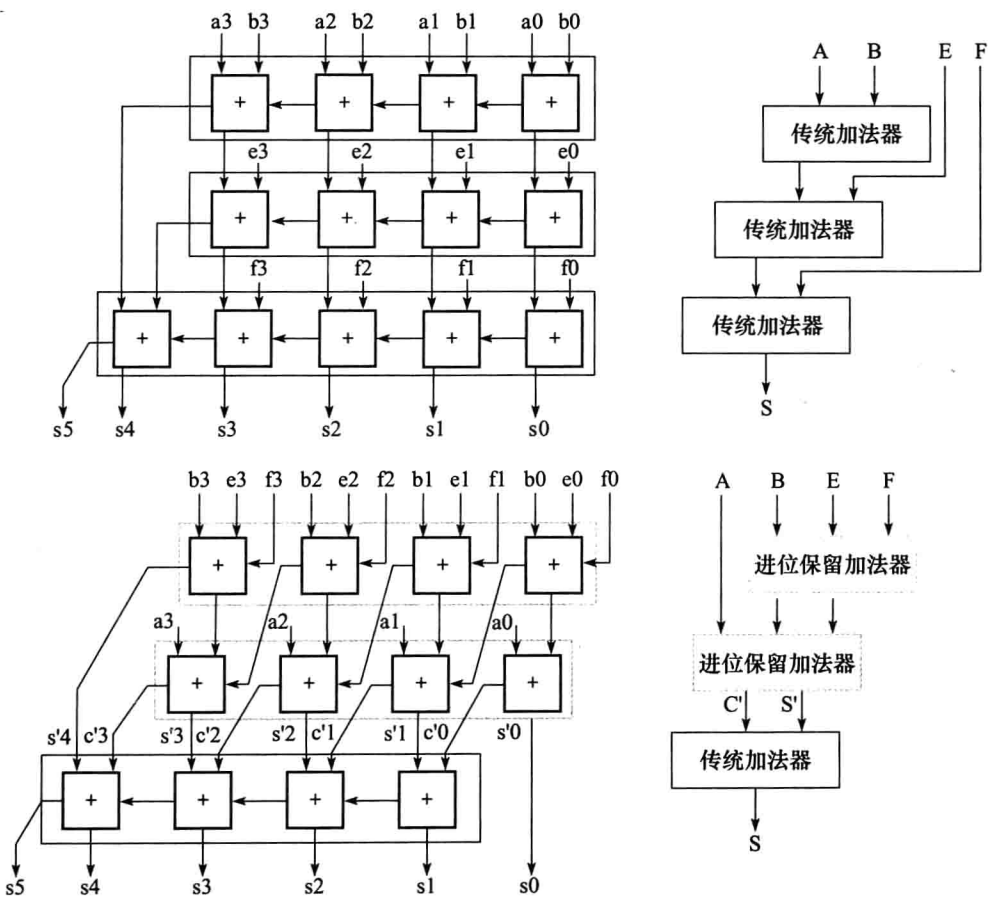 a3 b3 a2 b2 a1 b1 a0 b0
+ + + +
e3 e2 e1 e0
+ + + +
f3 f2 f1 f0
+ + + + +
s5 s4 s3 s2 s1 s0
A B E F
传统加法器
传统加法器
传统加法器
S
b3 e3 f3 b2 e2 f2 b1 e1 f1 b0 e0 f0
+ + + +
a3 a2 a1 a0
+ + + +
s'4 c'3 s'3 c'2 s'2 c'1 s'1 c'0 s'0
+ + + +
s5 s4 s3 s2 s1 s0
A B E F
进位保留加法器
进位保留加法器
C' S'
传统加法器
S